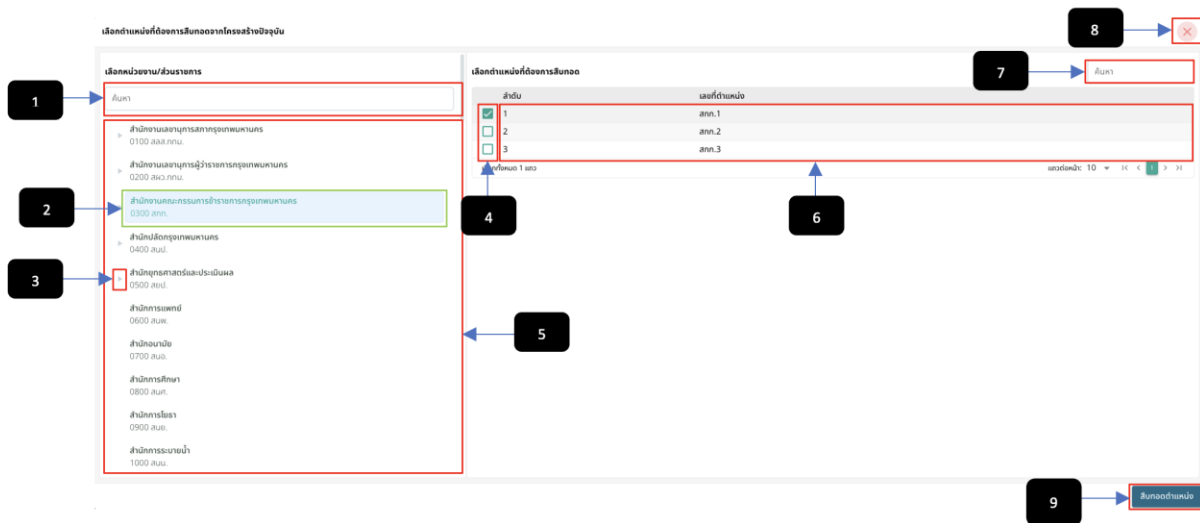 เลือกตำแหน่งที่ต้องการสืบทอดจากโครงสร้างปัจจุบัน
8
เลือกหน่วยงาน/ส่วนราชการ
เลือกตำแหน่งที่ต้องการสืบทอด
7
ค้นหา
1
ค้นหา
ลำดับ เลขที่ตำแหน่ง
1 สกก.1
2 สกก.2
3 สกก.3
ทั้งหมด 1 แถว
แถวต่อหน้า: 10
1
สำนักงานเลขานุการสภากรุงเทพมหานคร
0100 สลส.กทม.
สำนักงานเลขานุการผู้ว่าราชการกรุงเทพมหานคร
0200 สผว.กทม.
2
สำนักงานคณะกรรมการข้าราชการกรุงเทพมหานคร
0300 สกก.
4
6
สำนักปลัดกรุงเทพมหานคร
0400 สนป.
3
สำนักยุทธศาสตร์และประเมินผล
0500 สยป.
สำนักการแพทย์
0600 สนพ.
5
สำนักอนามัย
0700 สนอ.
สำนักการศึกษา
0800 สนศ.
สำนักการโยธา
0900 สนย.
สำนักการระบายน้ำ
1000 สนน.
9
สืบทอดตำแหน่ง